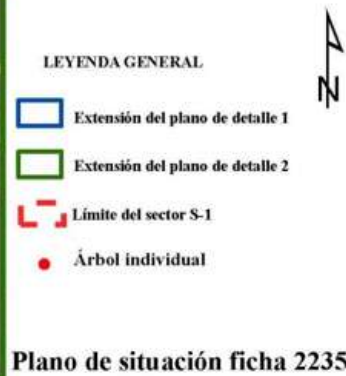 LEYENDA GENERAL
N
Extensión del plano de detalle 1
Extensión del plano de detalle 2
Límite del sector S-1
Árbol individual
Plano de situación ficha 2235